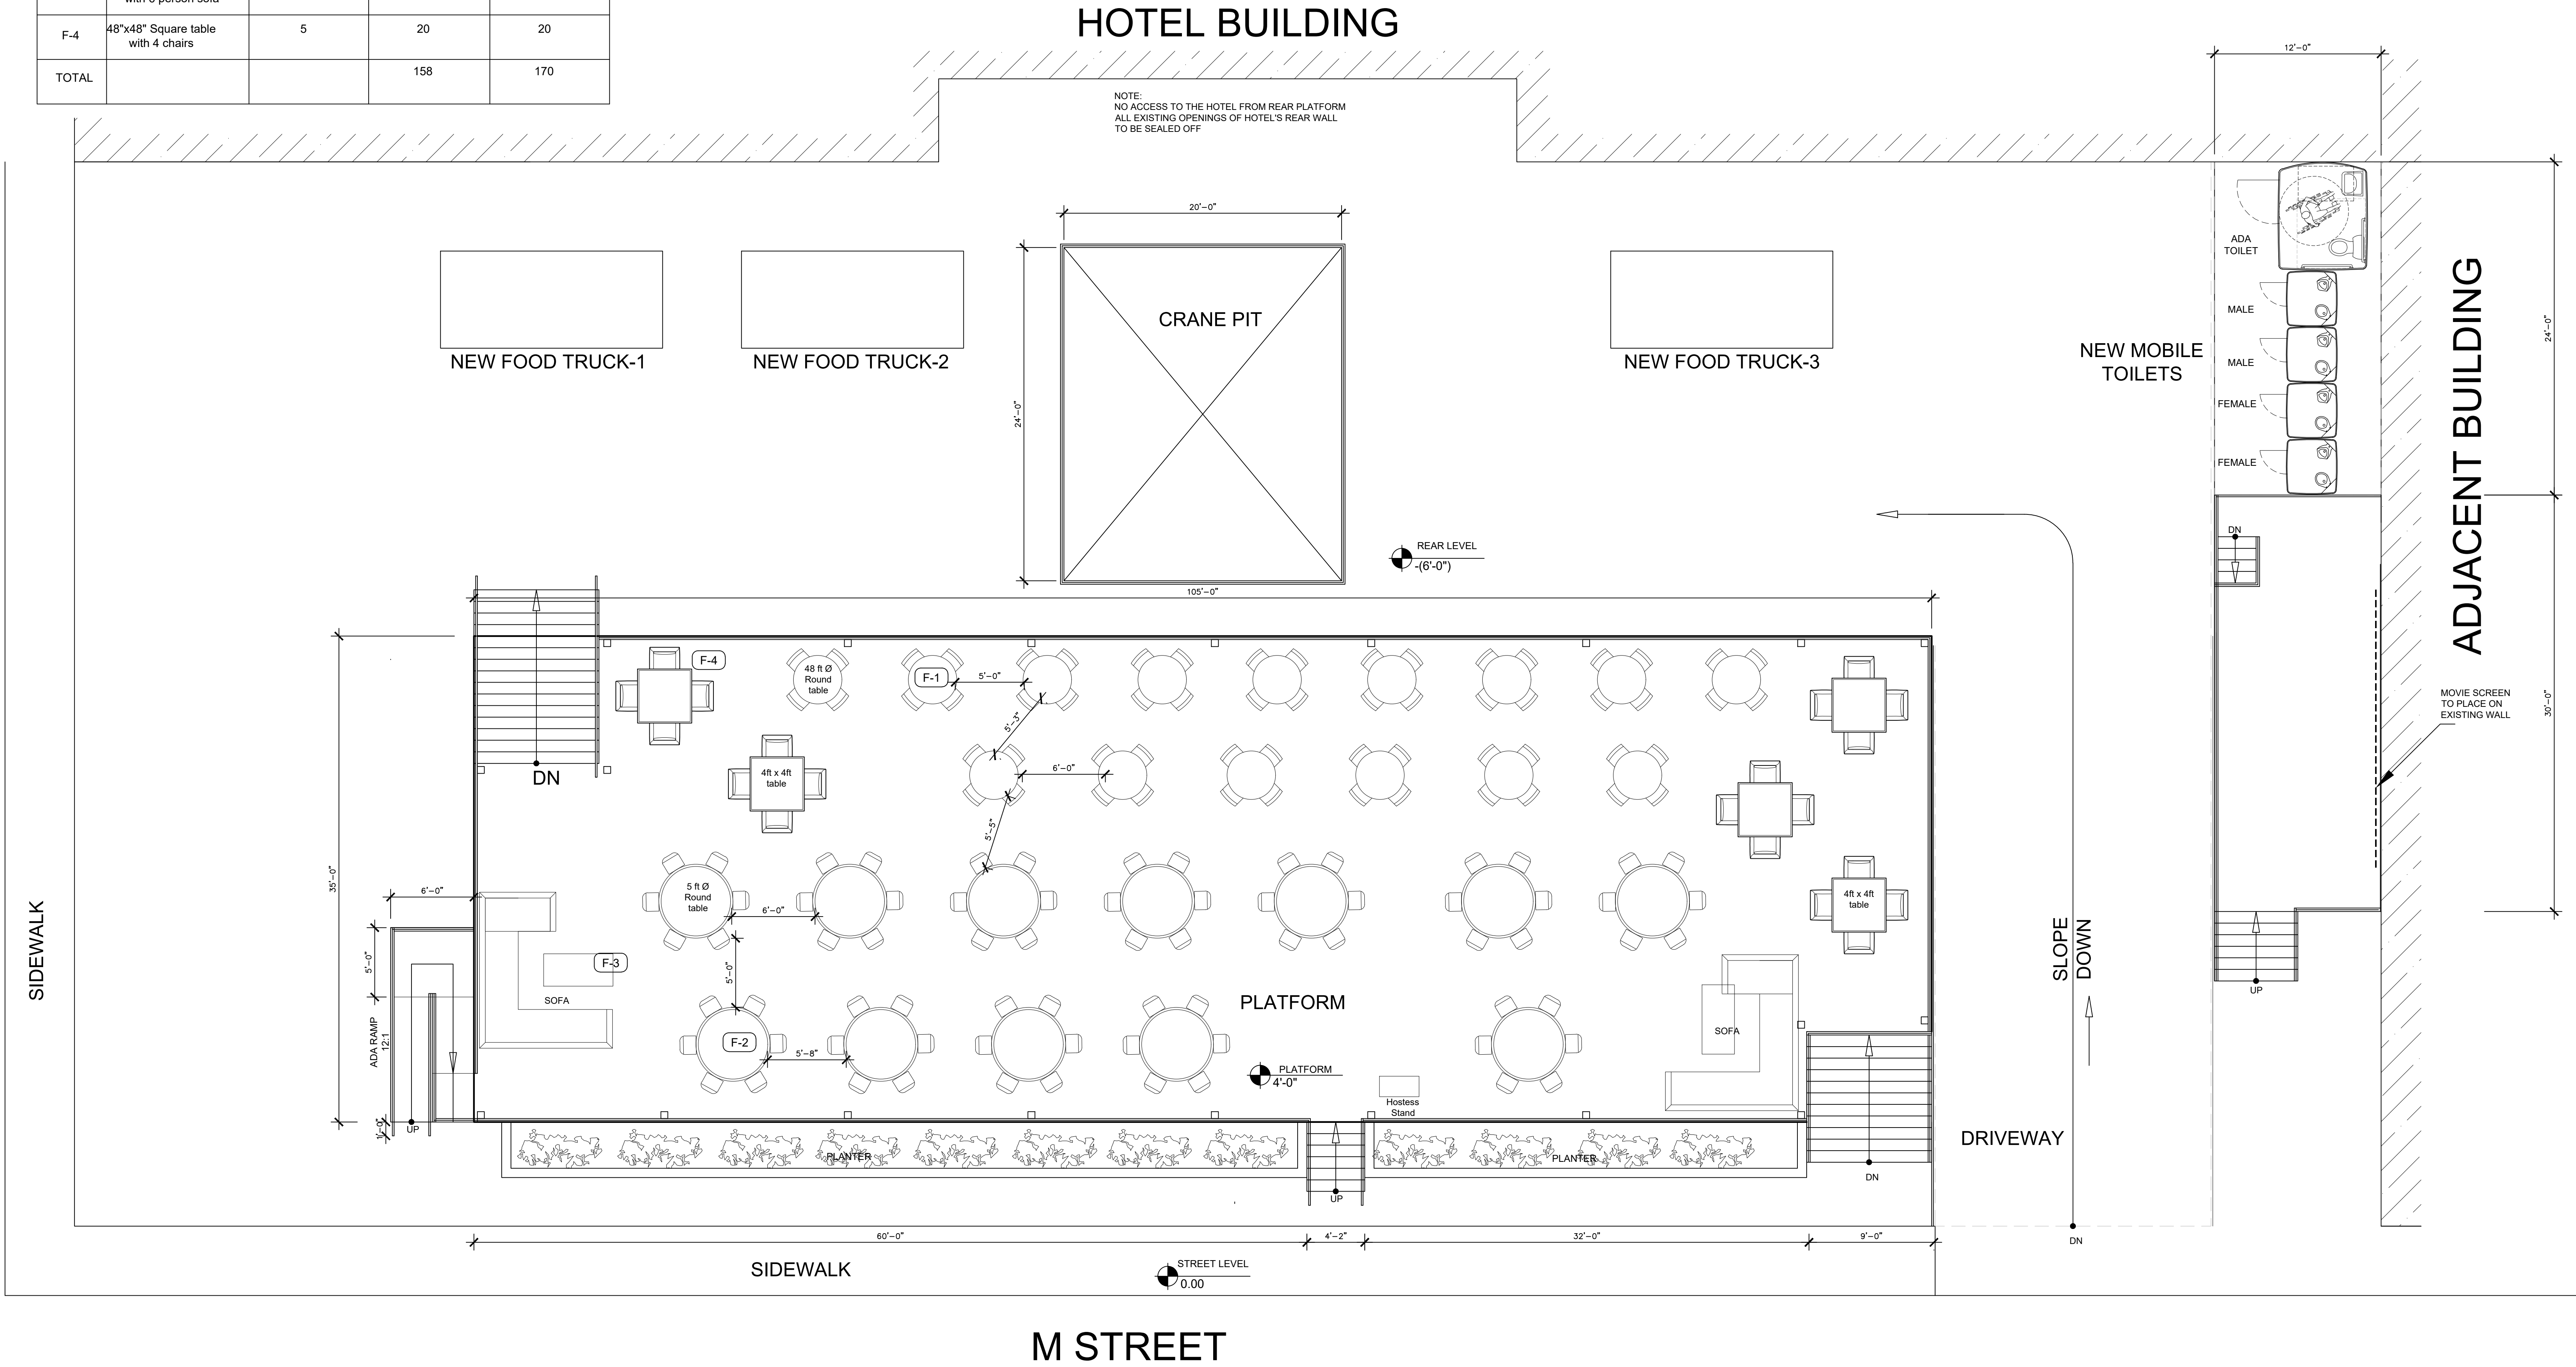 with 6 person sofa
F-4
48"x48" Square table
with 4 chairs
5
20
20
TOTAL
158
170
HOTEL BUILDING
12'-0"
NOTE:
NO ACCESS TO THE HOTEL FROM REAR PLATFORM
ALL EXISTING OPENINGS OF HOTEL'S REAR WALL
TO BE SEALED OFF
20'-0"
24'-0"
CRANE PIT
NEW FOOD TRUCK-1
NEW FOOD TRUCK-2
NEW FOOD TRUCK-3
NEW MOBILE
TOILETS
ADA
TOILET
MALE
MALE
FEMALE
FEMALE
24'-0"
ADJACENT BUILDING
DN
REAR LEVEL
-(6'-0")
105'-0"
35'-0"
F-4
48 ft Ø
Round
table
F-1
5'-0"
5'-3"
DN
4ft x 4ft
table
6'-0"
5'-5"
MOVIE SCREEN
TO PLACE ON
EXISTING WALL
30'-0"
5 ft Ø
Round
table
6'-0"
4ft x 4ft
table
6'-0"
5'-0"
SIDEWALK
F-3
SOFA
5'-0"
ADA RAMP
12:1
PLATFORM
SOFA
F-2
5'-8"
PLATFORM
4'-0"
Hostess
Stand
SLOPE
DOWN
UP
UP
1'-0"
PLANTER
PLANTER
UP
DN
DRIVEWAY
60'-0"
4'-2"
32'-0"
9'-0"
DN
SIDEWALK
STREET LEVEL
0.00
M STREET